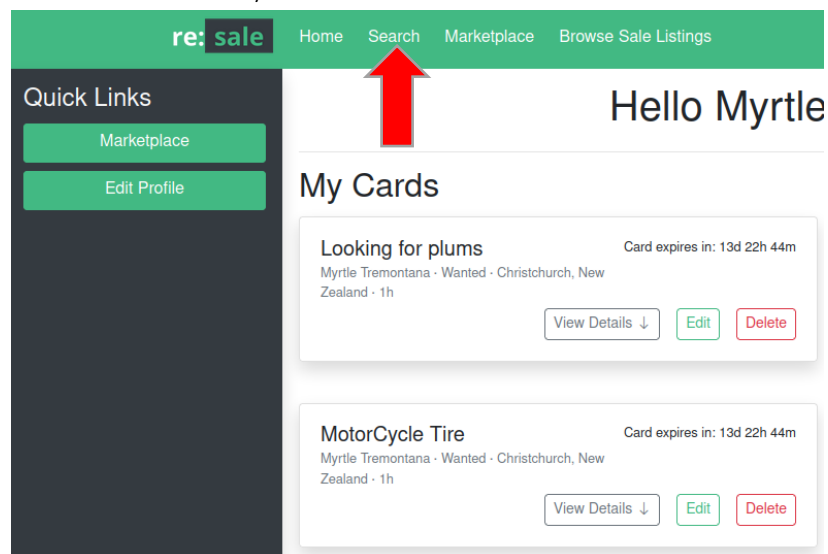 re: sale Home Search Marketplace Browse Sale Listings
Quick Links
Marketplace
Edit Profile
Hello Myrtle
My Cards
Looking for plums Card expires in: 13d 22h 44m
Myrtle Tremontana · Wanted · Christchurch, New
Zealand · 1h
View Details ↓ Edit Delete
MotorCycle Tire Card expires in: 13d 22h 44m
Myrtle Tremontana · Wanted · Christchurch, New
Zealand · 1h
View Details ↓ Edit Delete